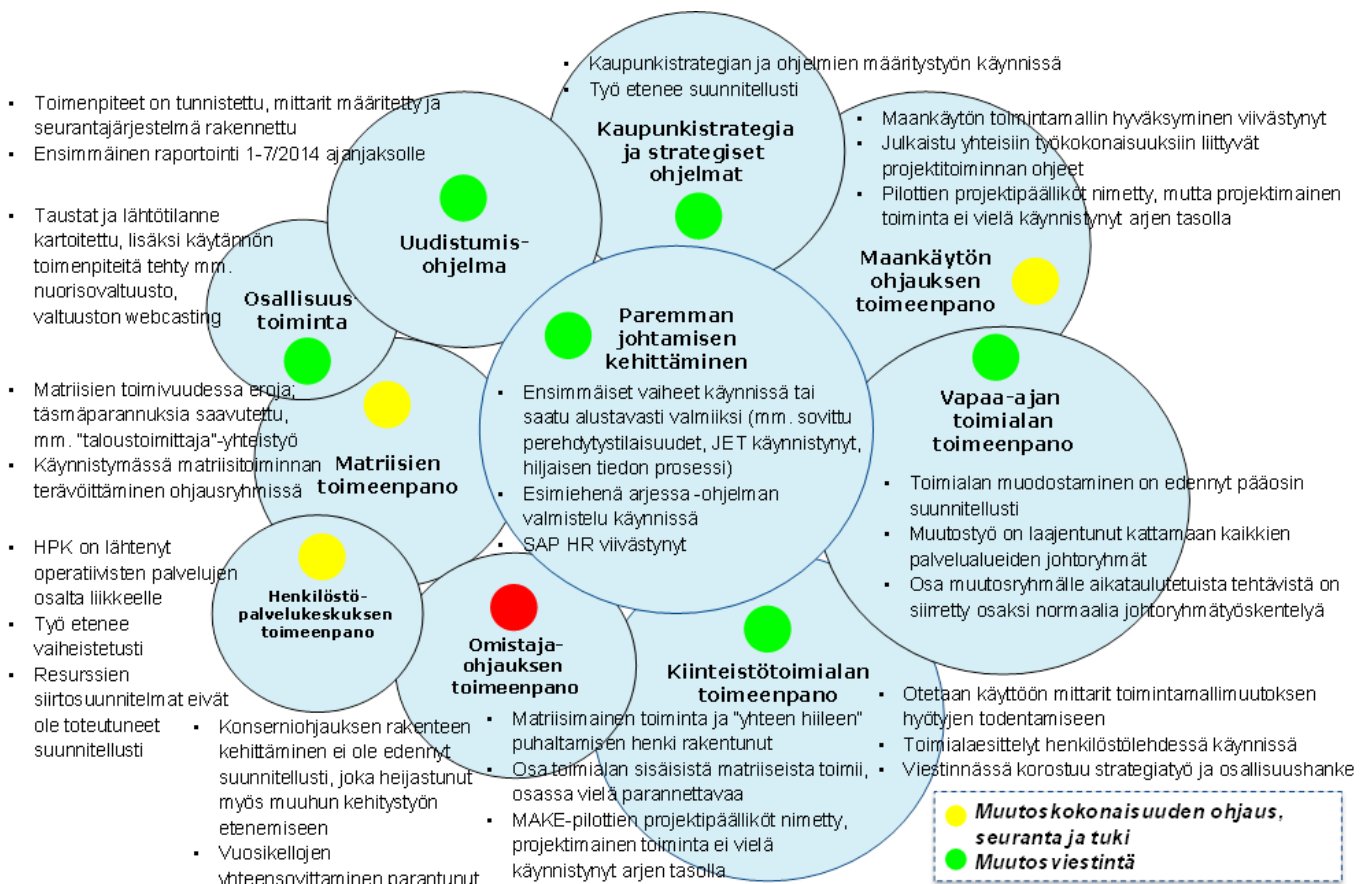 ▪ Kaupunkistrategian ja ohjelmien määritystyön käynnissä
▪ Työ etenee suunnitellusti
Kaupunkistrategia
ja strategiset
ohjelmat
▪ Toimenpiteet on tunnistettu, mittarit määritetty ja
seurantajärjestelmä rakennettu
▪ Ensimmäinen raportointi 1-7/2014 ajanjaksolle
Uudistumis-
ohjelma
▪ Maankäytön toimintamallin hyväksyminen viivästynyt
▪ Julkaistu yhteisiin työkokonaisuuksiin liittyvät
projektitoiminnan ohjeet
▪ Pilottien projektipäälliköt nimetty, mutta projektimainen
toiminta ei vielä käynnistynyt arjen tasolla
Maankäytön
ohjauksen
toimeenpano
▪ Taustat ja lähtötilanne
kartoitettu, lisäksi käytännön
toimenpiteitä tehty mm.
nuorisovaltuusto,
valtuuston webcasting
Osallisuus-
toiminta
Paremman
johtamisen
kehittäminen
▪ Ensimmäiset vaiheet käynnissä tai
saatu alustavasti valmiiksi (mm. sovittu
perehdytystilaisuudet, JET käynnistynyt,
hiljaisen tiedon prosessi)
▪ Esimiehenä arjessa -ohjelman
valmistelu käynnissä
▪ SAP HR viivästynyt
Vapaa-ajan
toimialan
toimeenpano
▪ Toimialan muodostaminen on edennyt pääosin
suunnitellusti
▪ Muutostyö on laajentunut kattamaan kaikkien
palvelualueiden johtoryhmät
▪ Osa muutosryhmälle aikataulutetuista tehtävistä on
siirretty osaksi normaalia johtoryhmätyöskentelyä
▪ Matriisien toimivuudessa eroja;
täsmäparannuksia saavutettu,
mm. "taloustoimittaja"-yhteistyö
▪ Käynnistymässä matriisitoiminnan
terävöittäminen ohjausryhmissä
Matriisien
toimeenpano
▪ HPK on lähtenyt
operatiivisten palvelujen
osalta liikkeelle
▪ Työ etenee
vaiheistetusti
▪ Resurssien
siirtosuunnitelmat eivät
ole toteutuneet
suunnitellusti
Henkilöstö-
palvelukeskuksen
toimeenpano
Omistaja-
ohjauksen
toimeenpano
▪ Konserniohjauksen rakenteen
kehittäminen ei ole edennyt
suunnitellusti, joka heijastunut
myös muuhun kehitystyön
etenemiseen
▪ Vuosikellojen
yhteensovittaminen parantunut
Kiinteistötoimialan
toimeenpano
▪ Matriisimainen toiminta ja "yhteen hiileen"
puhaltamisen henki rakentunut
▪ Osa toimialan sisäisistä matriiseista toimii,
osassa vielä parannettavaa
▪ MAKE-pilottien projektipäälliköt nimetty,
projektimainen toiminta ei vielä
käynnistynyt arjen tasolla
▪ Otetaan käyttöön mittarit toimintamallimuutoksen
hyötyjen todentamiseen
▪ Toimialaesittelyt henkilöstölehdessä käynnissä
▪ Viestinnässä korostuu strategiatyö ja osallisuushanke
Muutoskokonaisuuden ohjaus,
seuranta ja tuki
Muutosviestintä